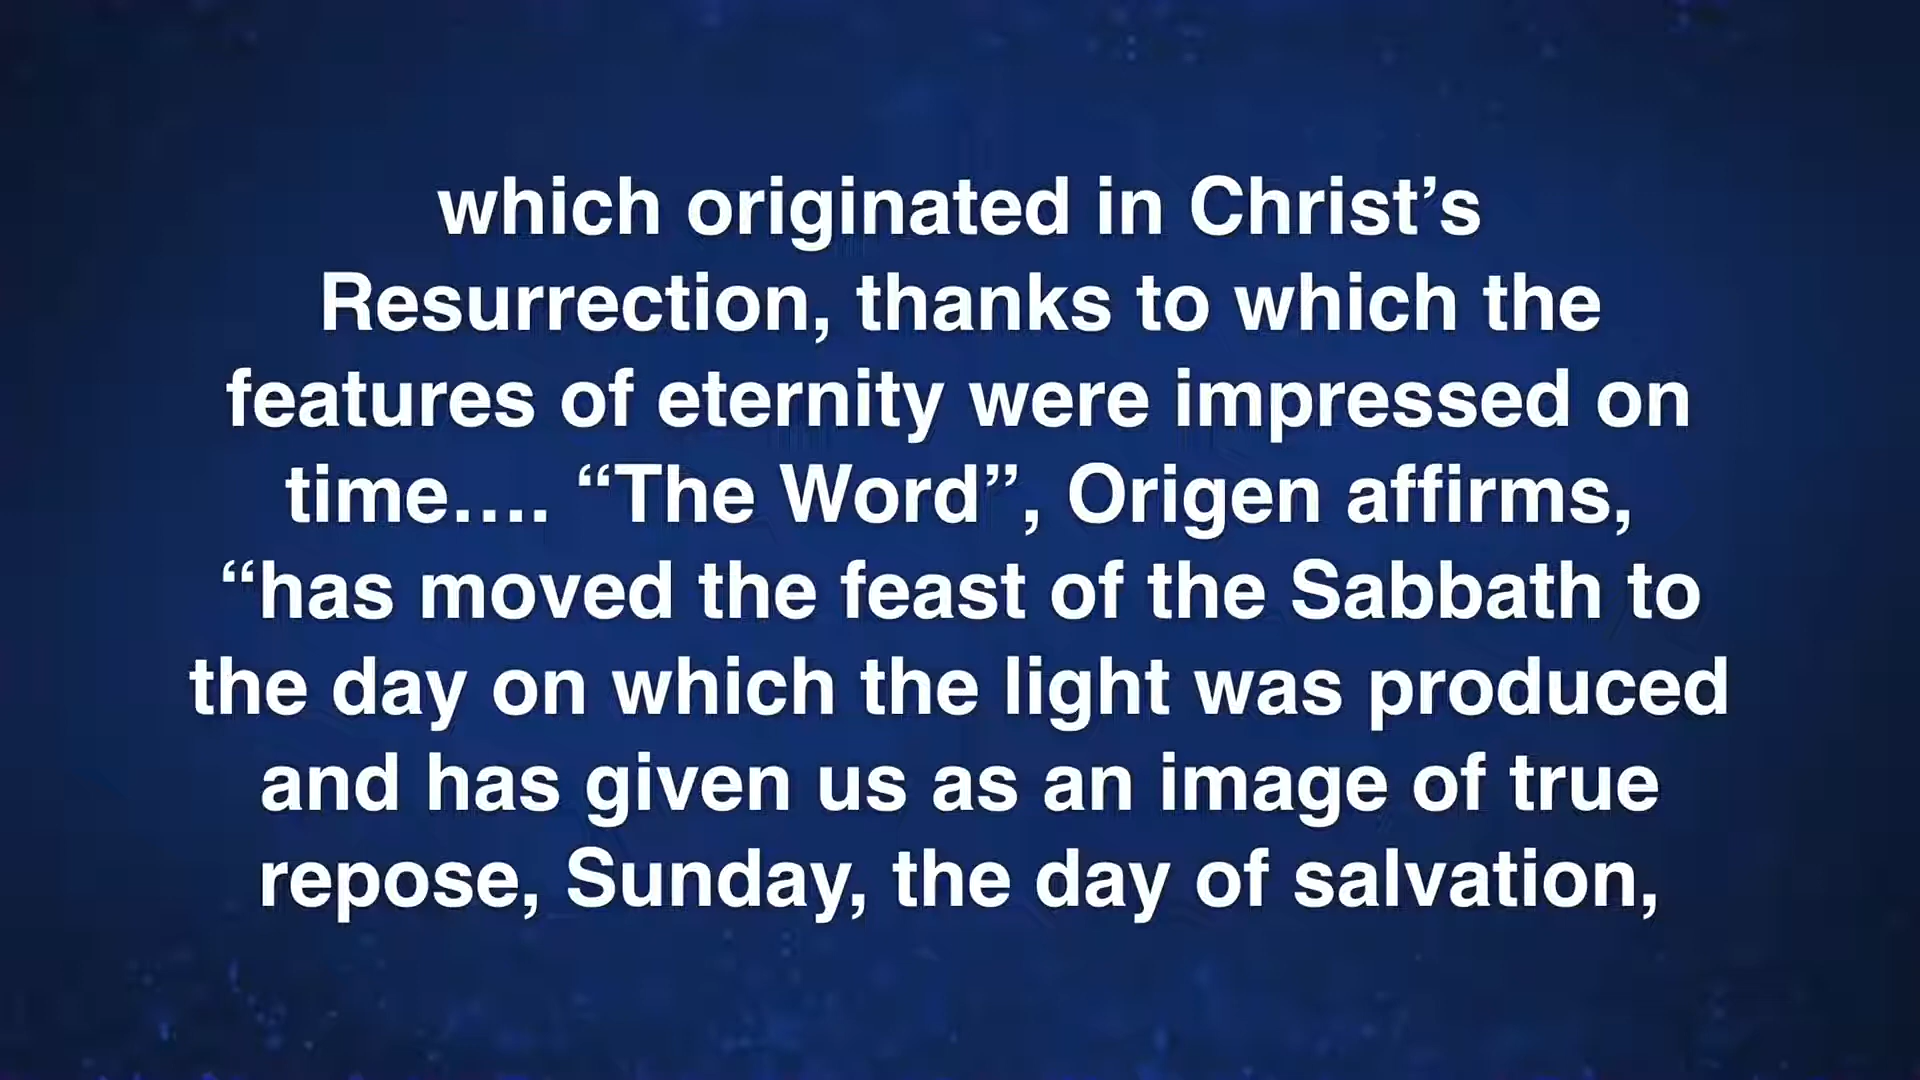 which originated in Christ’s
Resurrection, thanks to which the
features of eternity were impressed on
time…. “The Word”, Origen affirms,
“has moved the feast of the Sabbath to
the day on which the light was produced
and has given us as an image of true
repose, Sunday, the day of salvation,